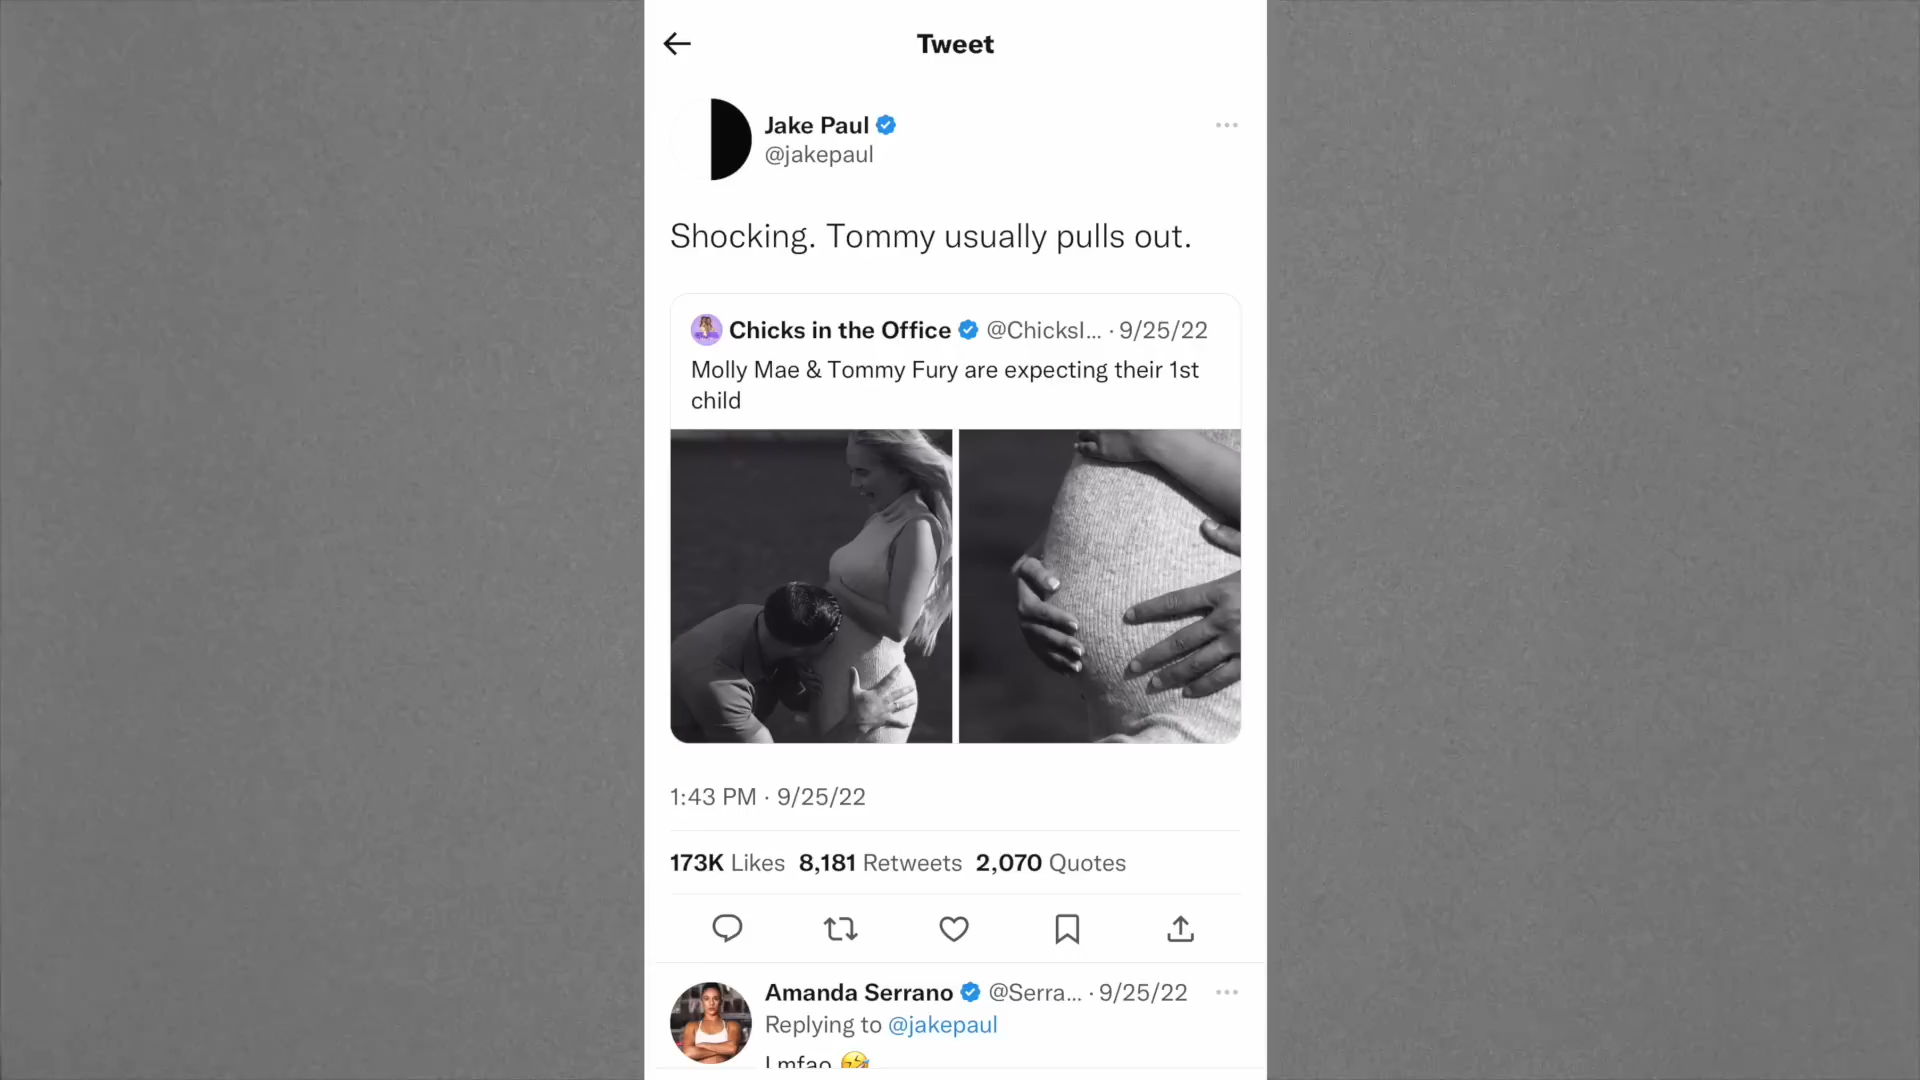 Tweet
Jake Paul
@jakepaul
Shocking. Tommy usually pulls out.
Chicks in the Office @ChicksI... · 9/25/22
Molly Mae & Tommy Fury are expecting their 1st
child
1:43 PM · 9/25/22
173K Likes 8,181 Retweets 2,070 Quotes
Amanda Serrano @Serra... · 9/25/22
Replying to @jakepaul
Lmfao 🤣